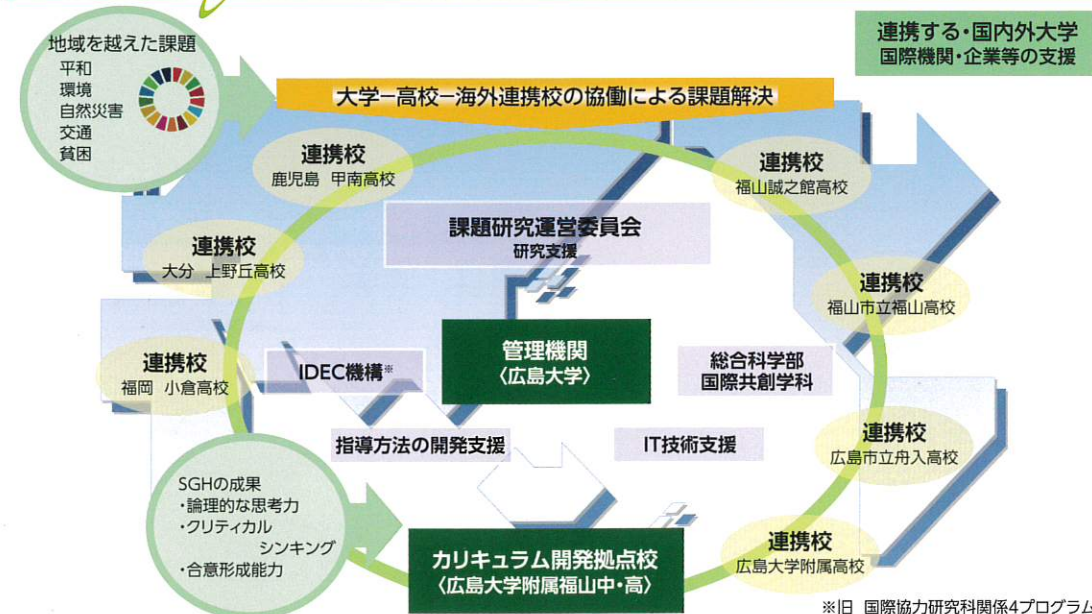 地域を越えた課題
平和
環境
自然災害
交通
貧困
連携する・国内外大学
国際機関・企業等の支援
大学−高校−海外連携校の協働による課題解決
連携校
鹿児島 甲南高校
連携校
福山誠之館高校
課題研究運営委員会
研究支援
連携校
大分 上野丘高校
連携校
福山市立福山高校
管理機関
〈広島大学〉
連携校
福岡 小倉高校
IDEC機構※
総合科学部
国際共創学科
指導方法の開発支援
IT技術支援
連携校
広島市立舟入高校
SGHの成果
・論理的な思考力
・クリティカル
シンキング
・合意形成能力
カリキュラム開発拠点校
〈広島大学附属福山中・高〉
連携校
広島大学附属高校
※旧 国際協力研究科関係4プログラム